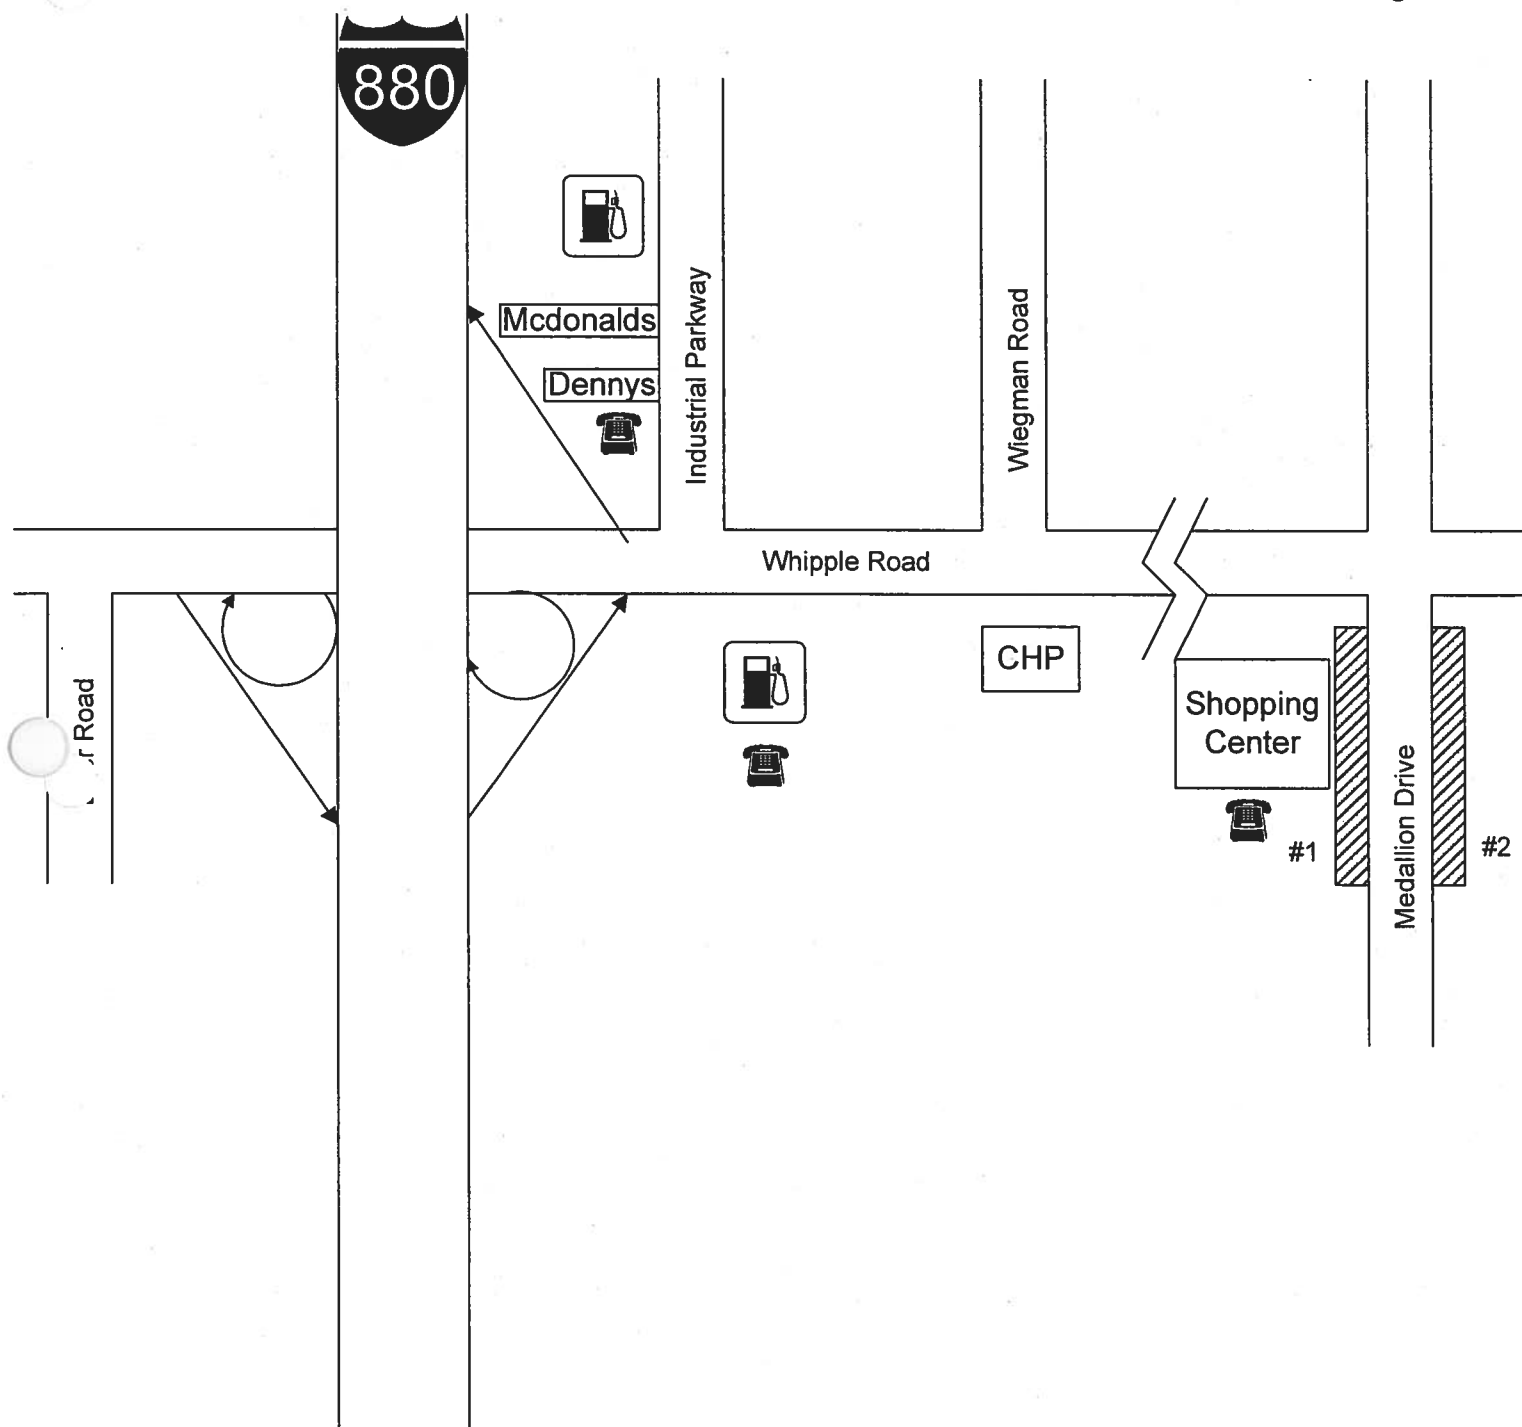 880
Mcdonalds
Dennys
Industrial Parkway
Wiegman Road
Whipple Road
CHP
Shopping
Center
Road
Medallion Drive
#1
#2